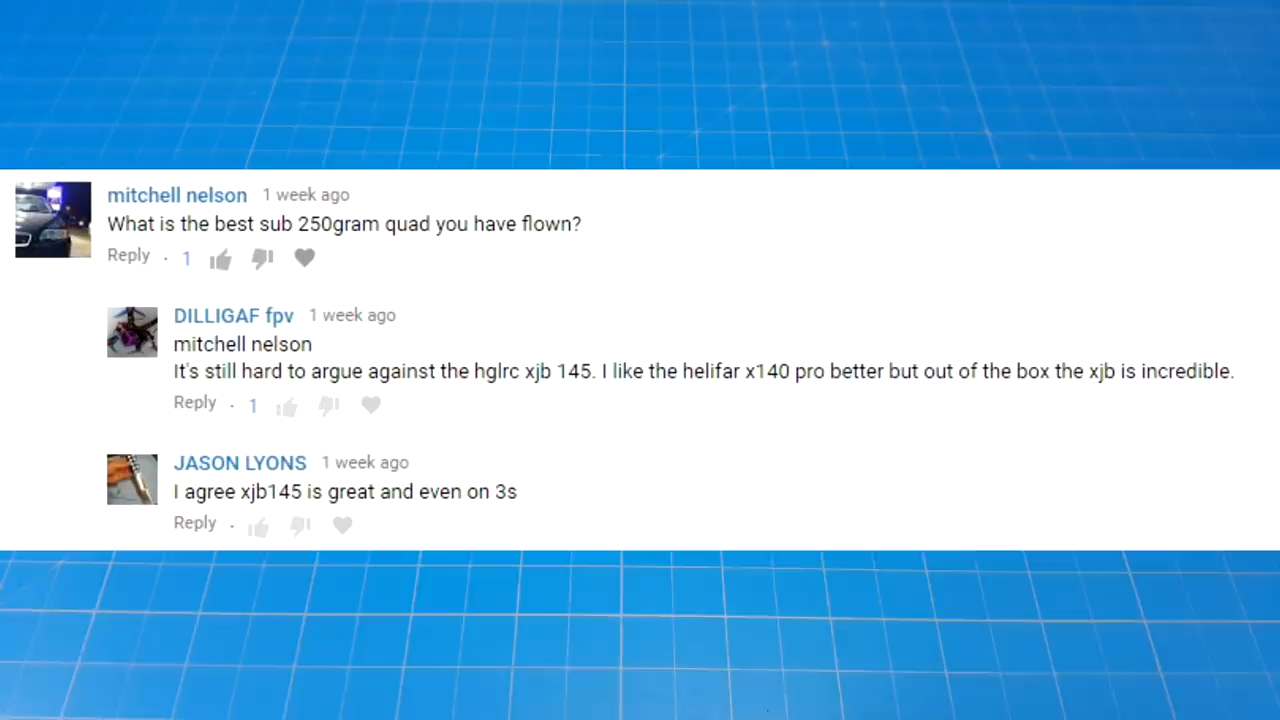 mitchell nelson 1 week ago
What is the best sub 250gram quad you have flown?
Reply . 1
DILLIGAF fpv 1 week ago
mitchell nelson
It's still hard to argue against the hglrc xjb 145. I like the helifar x140 pro better but out of the box the xjb is incredible.
Reply . 1
JASON LYONS 1 week ago
I agree xjb145 is great and even on 3s
Reply .